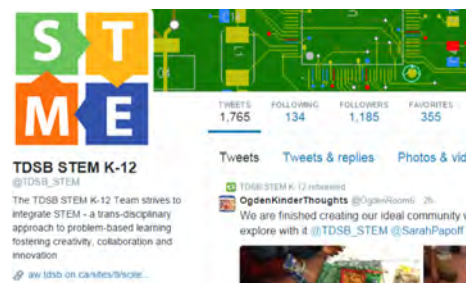 S T
M E
TWEETS FOLLOWING FOLLOWERS FAVORITES
1,765 134 1,185 355
TDSB STEM K-12
@TDSB_STEM
The TDSB STEM K-12 Team strives to
integrate STEM - a trans-disciplinary
approach to problem-based learning
fostering creativity, collaboration and
innovation
Tweets Tweets & replies Photos & vid
TDSB STEM K-12 retweeted
OgdenKinderThoughts @OgdenRoom6 2h
We are finished creating our ideal community
explore with it @TDSB_STEM @SarahPapoff